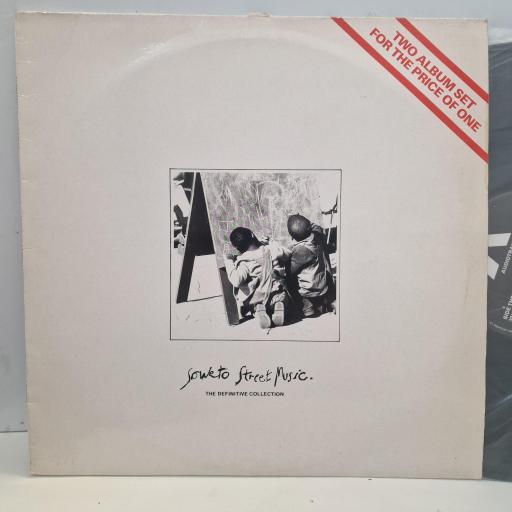 TWO ALBUM SET
FOR THE PRICE OF ONE
Soweto Street Music.
THE DEFINITIVE COLLECTION